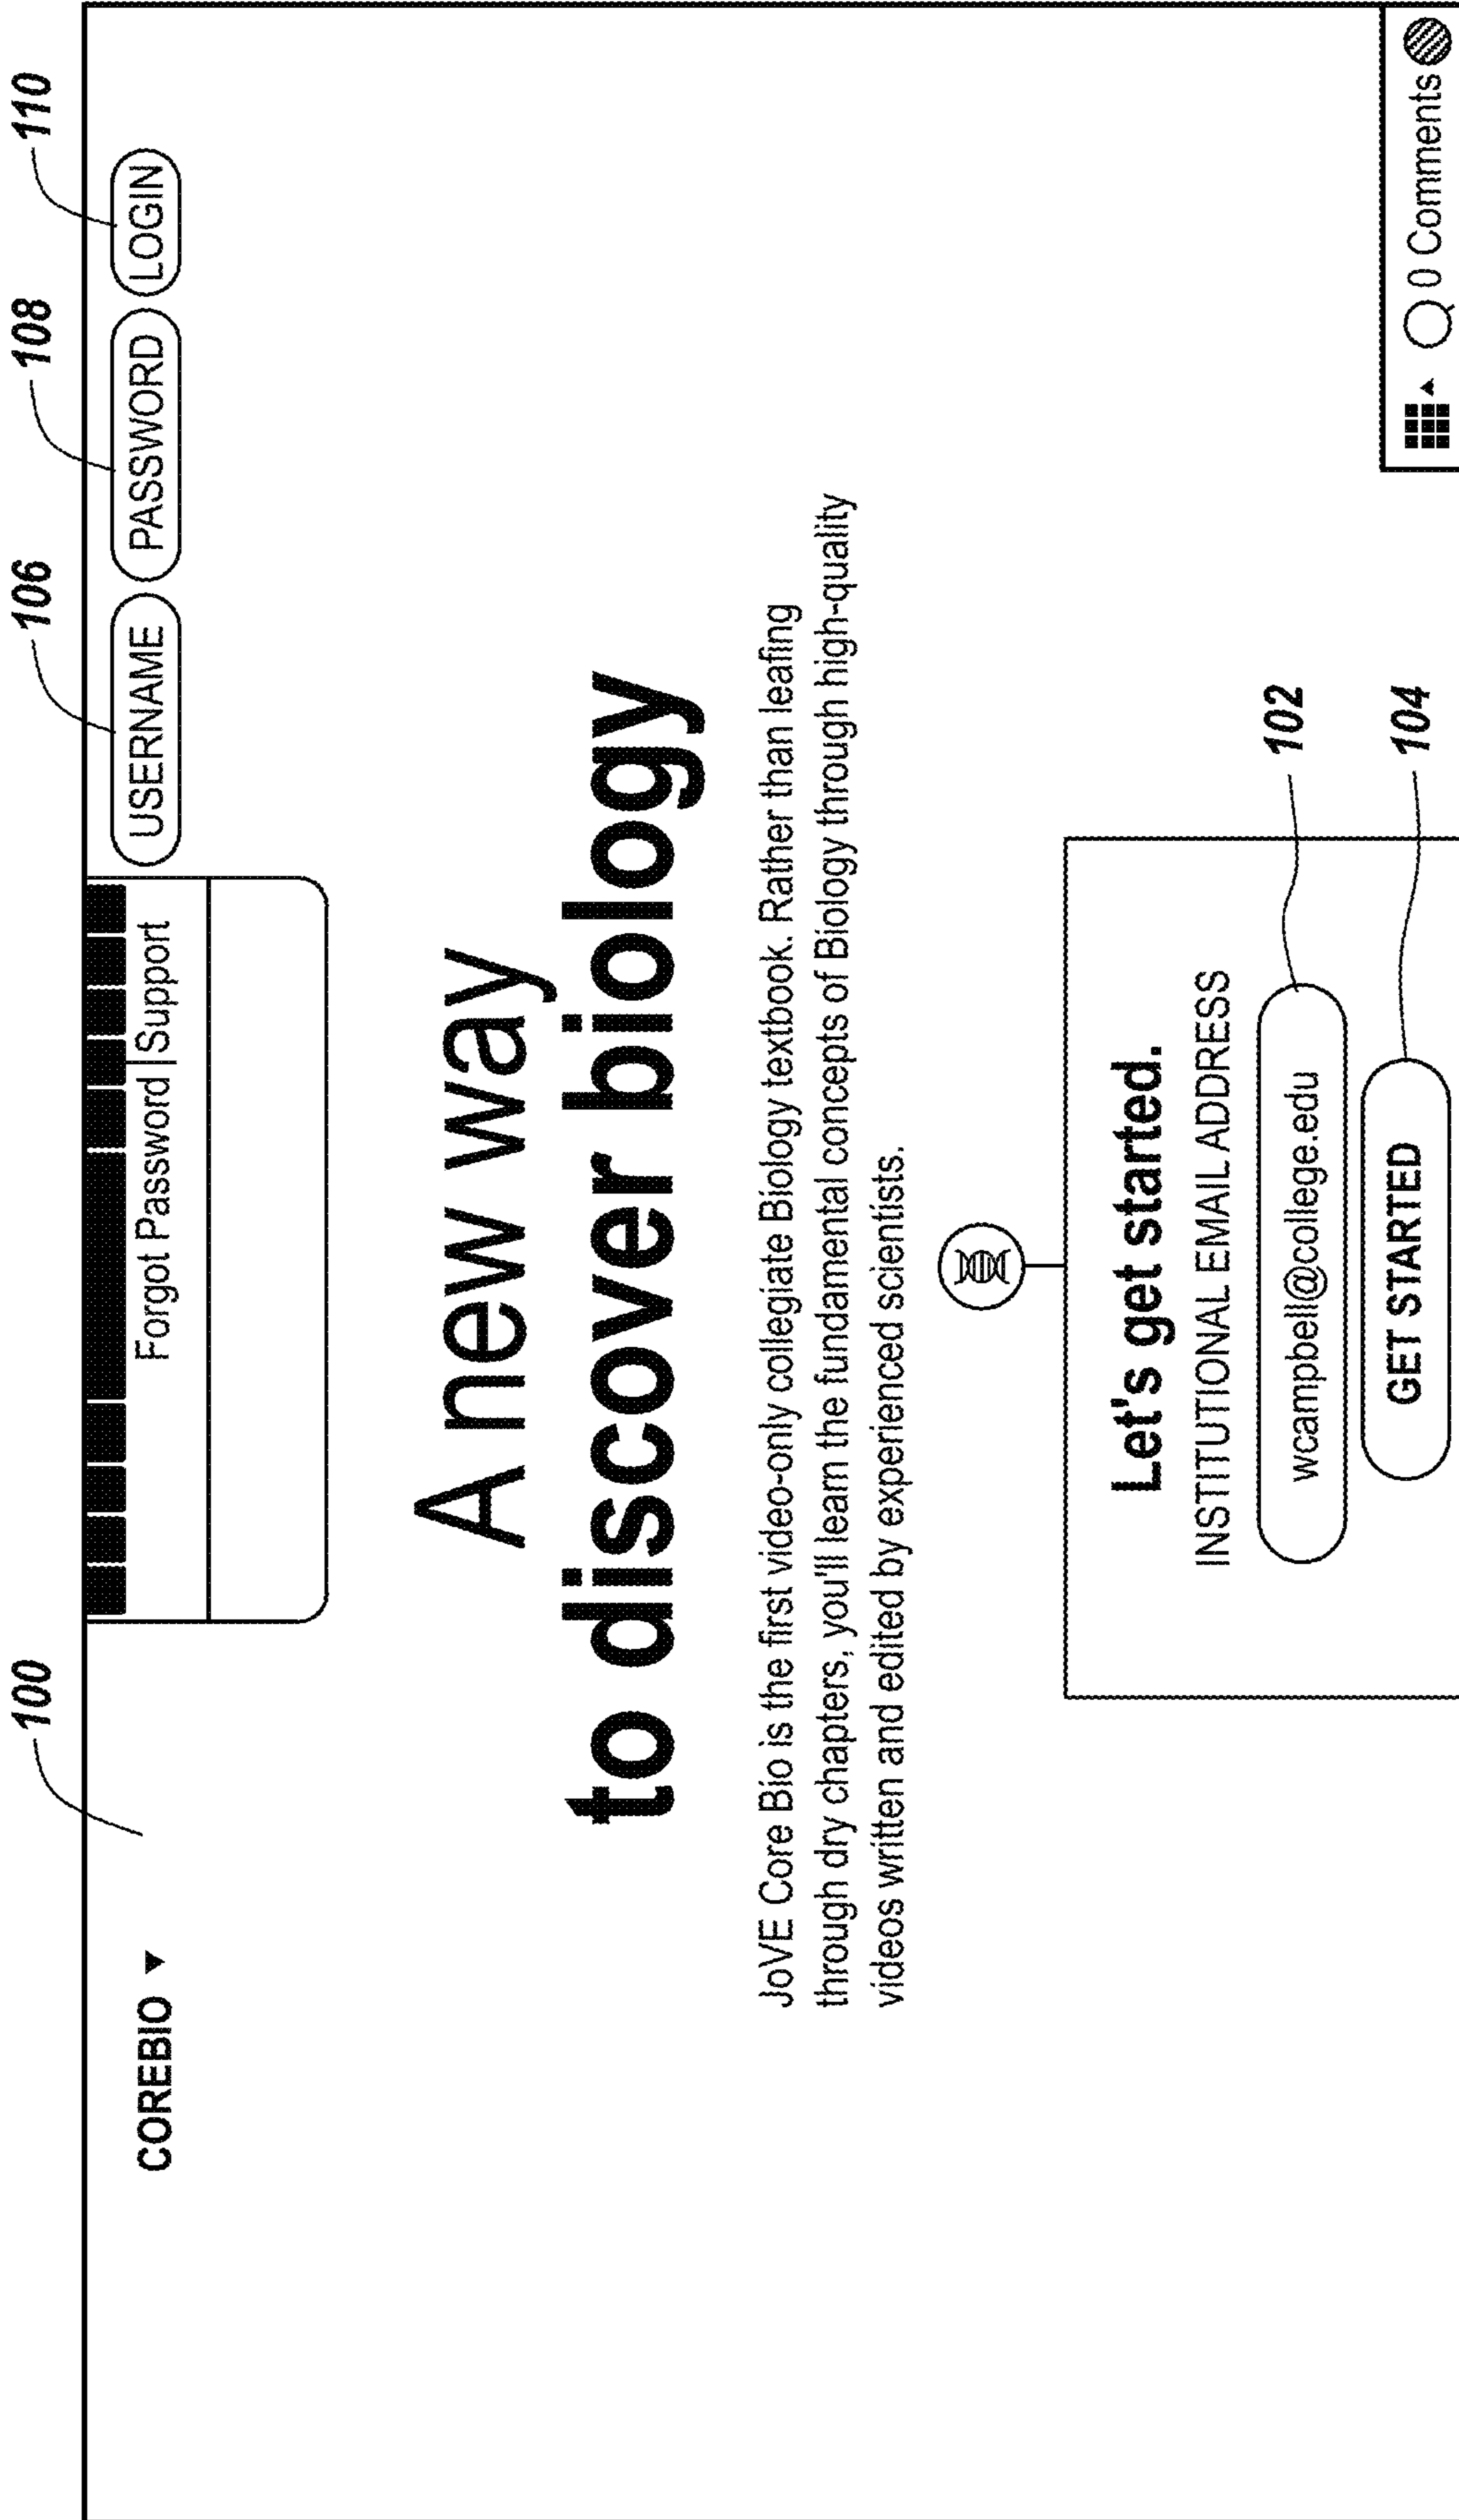 100
106
108
110
COREBIO
Forgot Password | Support
USERNAME
PASSWORD
LOGIN
A new way
to discover biology
JoVE Core Bio is the first video-only collegiate Biology textbook. Rather than leafing
through dry chapters, you'll learn the fundamental concepts of Biology through high-quality
videos written and edited by experienced scientists.
Let's get started.
INSTITUTIONAL EMAIL ADDRESS
wcampbell@college.edu
102
GET STARTED
104
0 Comments